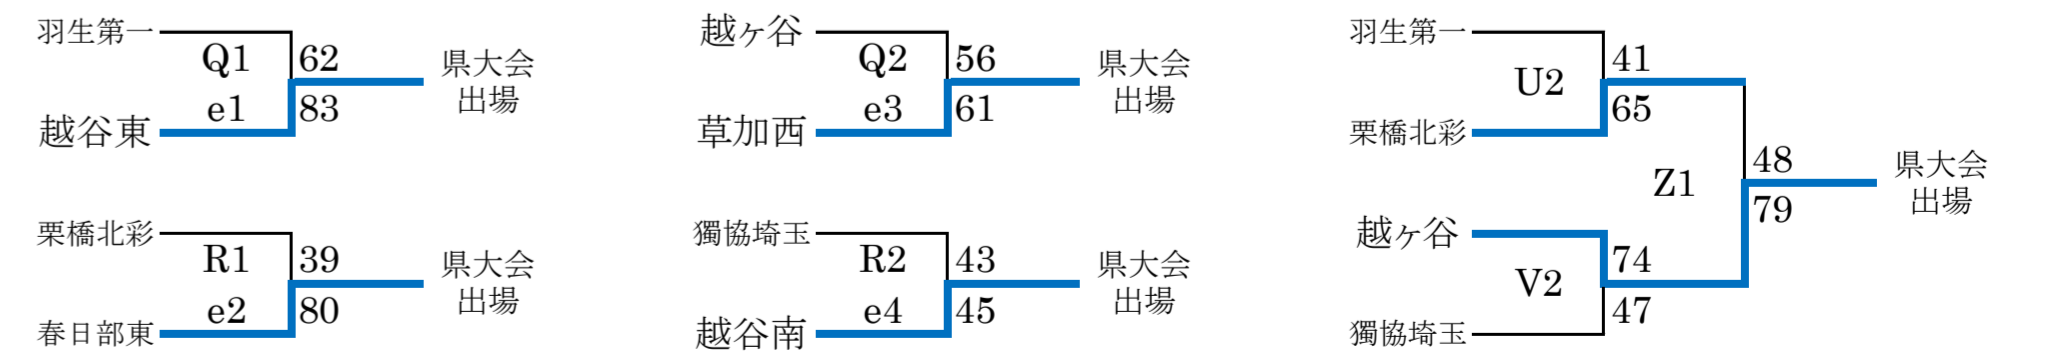 羽生第一
Q1
62
県大会
出場
e1
83
越谷東
栗橋北彩
R1
39
県大会
出場
e2
80
春日部東
越ヶ谷
Q2
56
県大会
出場
e3
61
草加西
獨協埼玉
R2
43
県大会
出場
e4
45
越谷南
羽生第一
41
U2
65
栗橋北彩
Z1
48
79
県大会
出場
越ヶ谷
74
V2
47
獨協埼玉